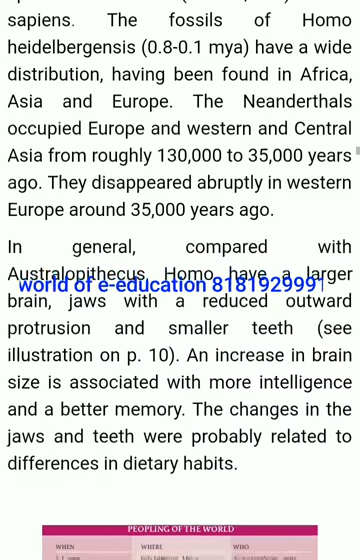 sapiens. The fossils of Homo
heidelbergensis (0.8-0.1 mya) have a wide
distribution, having been found in Africa,
Asia and Europe. The Neanderthals
occupied Europe and western and Central
Asia from roughly 130,000 to 35,000 years
ago. They disappeared abruptly in western
Europe around 35,000 years ago.
In general, compared with
Australopithecus, Homo have a larger
world of e-education 8181929991
brain, jaws with a reduced outward
protrusion and smaller teeth (see
illustration on p. 10). An increase in brain
size is associated with more intelligence
and a better memory. The changes in the
jaws and teeth were probably related to
differences in dietary habits.
PEOPLING OF THE WORLD
WHEN WHERE WHO